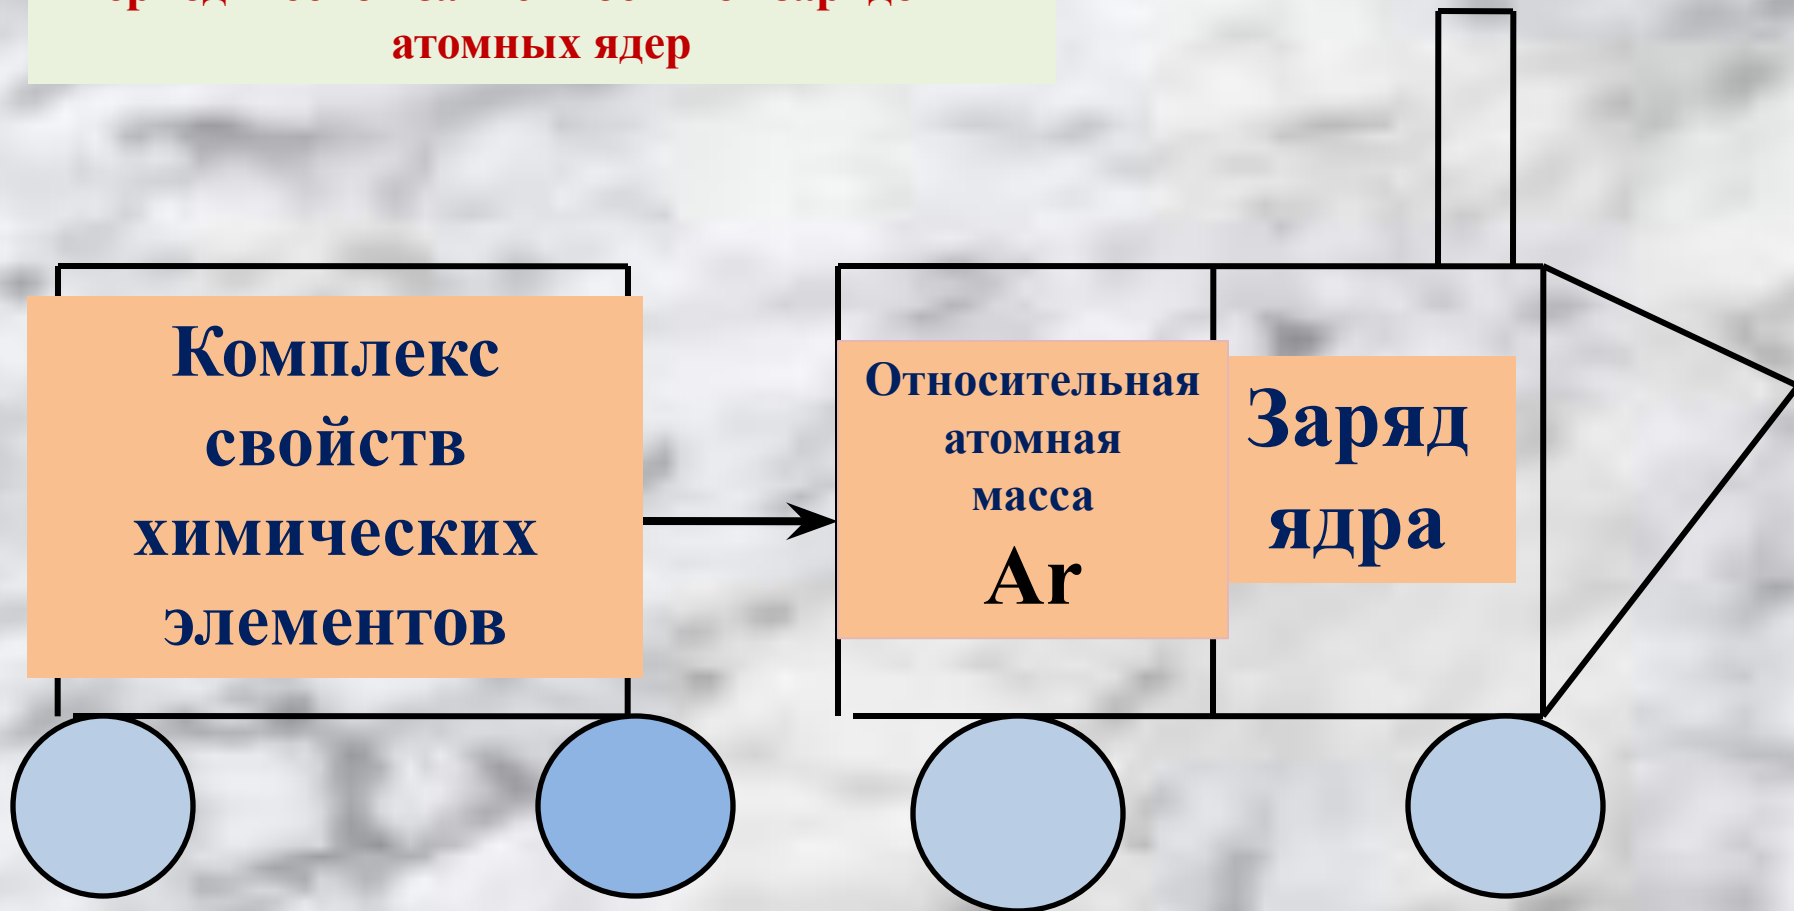 атомных ядер
Комплекс
свойств
химических
элементов
Относительная
атомная
масса
Ar
Заряд
ядра